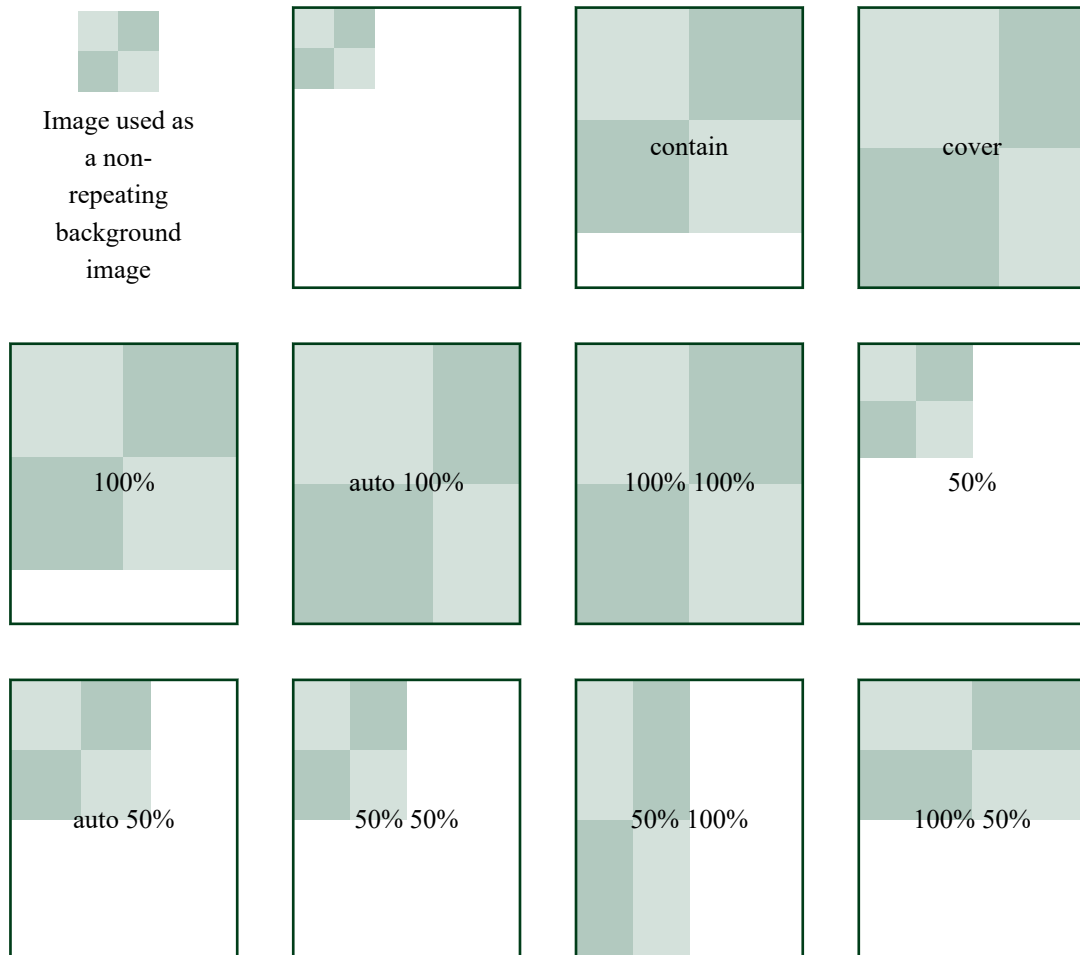 Image used as
a non-
repeating
background
image
contain
cover
100%
auto 100%
100% 100%
50%
auto 50%
50% 50%
50% 100%
100% 50%